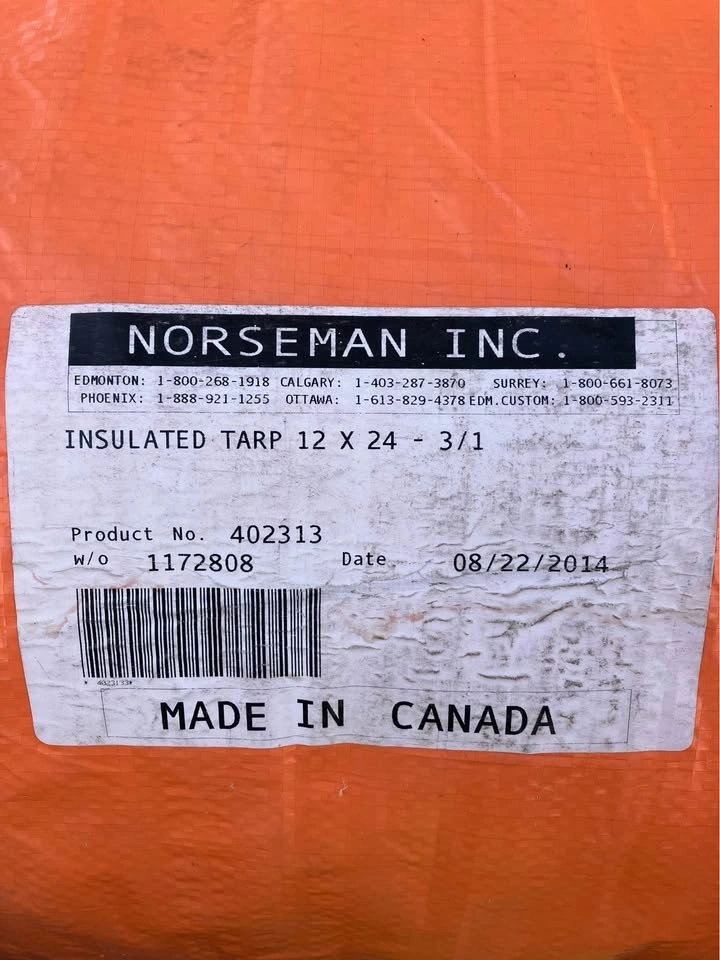 NORSEMAN INC.
EDMONTON: 1-800-268-1918 CALGARY: 1-403-287-3870 SURREY: 1-800-661-8073
PHOENIX: 1-888-921-1255 OTTAWA: 1-613-829-4378 EDM.CUSTOM: 1-800-593-2311
INSULATED TARP 12 X 24 - 3/1
Product No. 402313
w/o 1172808 Date 08/22/2014
MADE IN CANADA